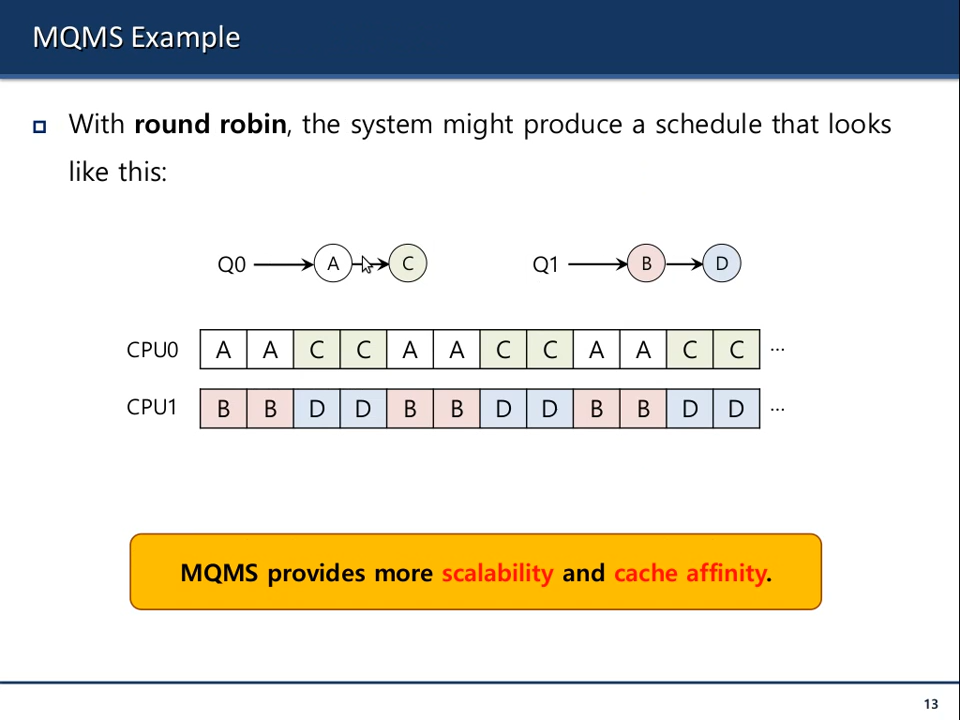 MQMS Example
With round robin, the system might produce a schedule that looks
like this:
Q0 A C Q1 B D
CPU0 A A C C A A C C A A C C ...
CPU1 B B D D B B D D B B D D ...
MQMS provides more scalability and cache affinity.
13